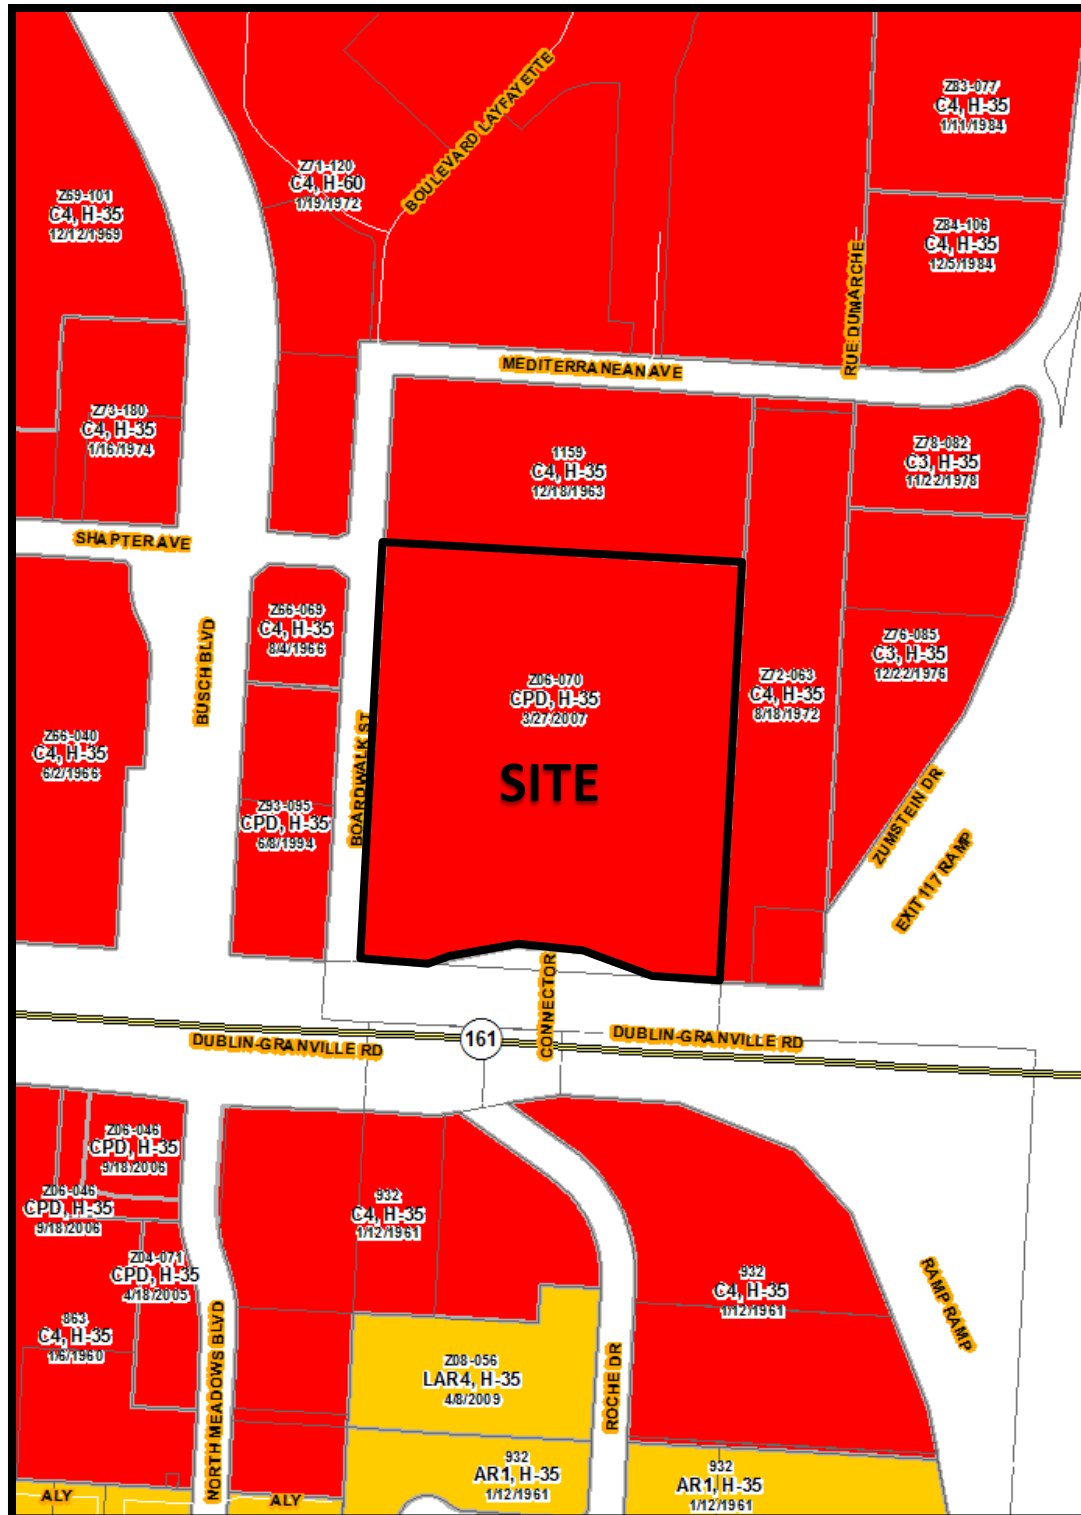 Z83-077
C4, H-35
1/11/1984
BOULEVARD LAYFAYETTE
Z71-120
C4, H-60
1/19/1972
Z69-101
C4, H-35
12/12/1969
Z84-106
C4, H-35
12/5/1984
RUE DUMARCHE
MEDITERRANEAN AVE
Z73-180
C4, H-35
1/16/1974
1159
C4, H-35
12/18/1963
Z78-082
C3, H-35
11/22/1978
SHAPTER AVE
Z66-069
C4, H-35
8/4/1966
BUSCH BLVD
Z76-085
C3, H-35
12/22/1976
Z06-070
CPD, H-35
3/27/2007
Z72-063
C4, H-35
8/18/1972
Z66-040
C4, H-35
6/2/1966
BOARDWALK ST
SITE
Z93-095
CPD, H-35
6/8/1994
ZUMSTEIN DR
EXIT 117 RAMP
CONNECTOR
161
DUBLIN-GRANVILLE RD
DUBLIN-GRANVILLE RD
Z06-046
CPD, H-35
9/18/2006
Z06-046
CPD, H-35
9/18/2006
932
C4, H-35
1/12/1961
Z04-071
CPD, H-35
4/18/2005
932
C4, H-35
1/12/1961
RAMP RAMP
863
C4, H-35
1/6/1960
NORTH MEADOWS BLVD
Z08-056
LAR4, H-35
4/8/2009
ROCHE DR
932
AR1, H-35
1/12/1961
932
AR1, H-35
1/12/1961
ALY
ALY